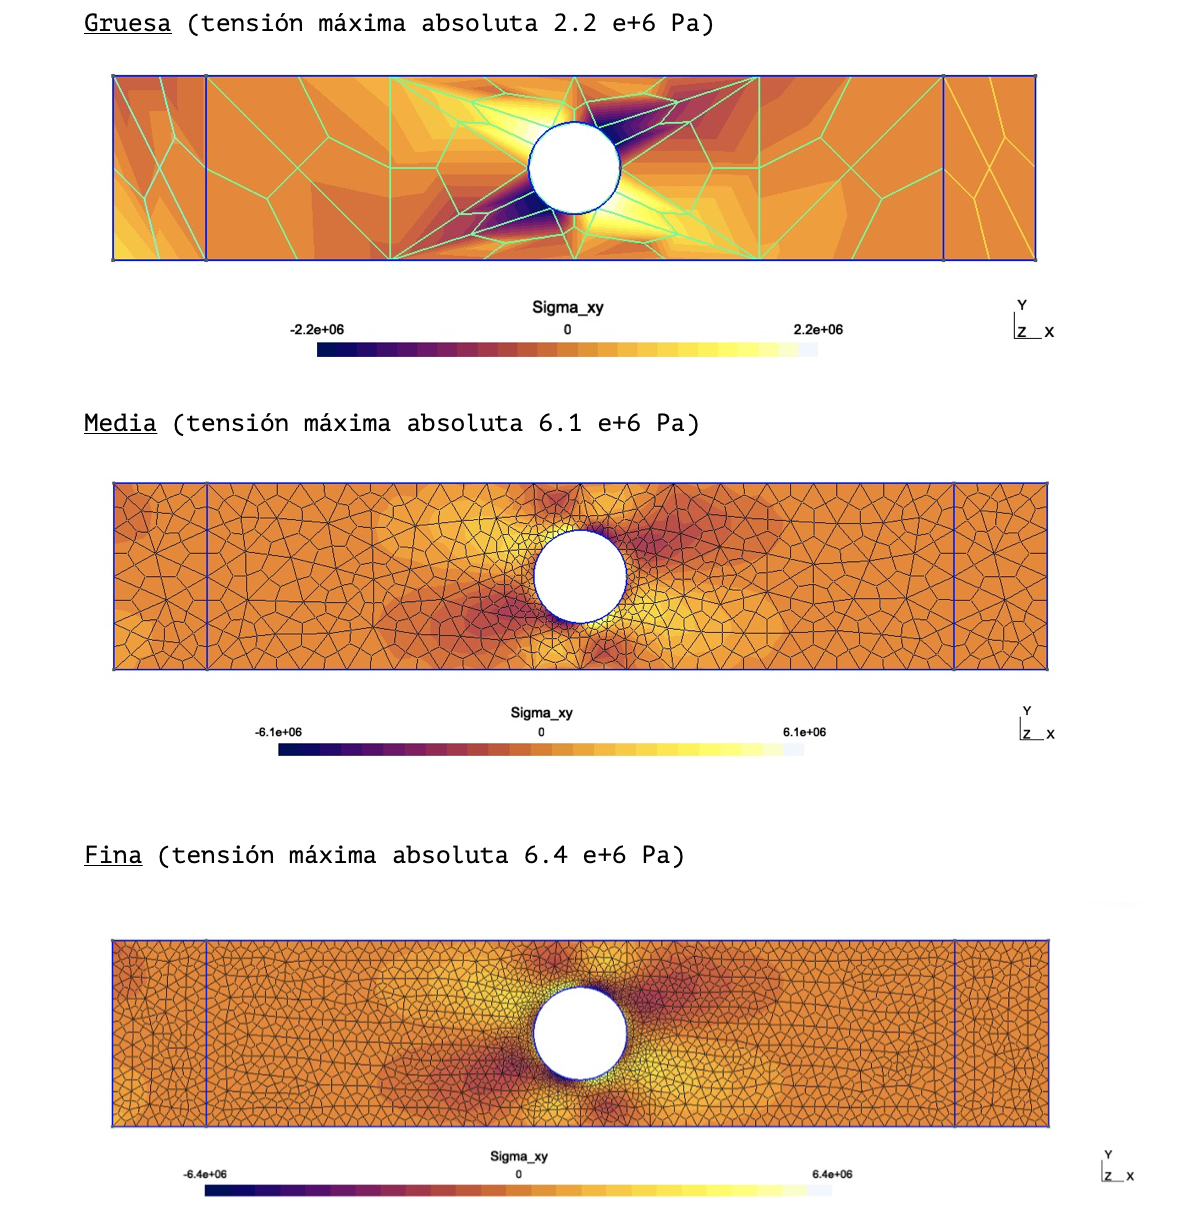 Gruesa (tensión máxima absoluta 2.2 e+6 Pa)
Sigma_xy
-2.2e+06 0 2.2e+06
Y
Z X
Media (tensión máxima absoluta 6.1 e+6 Pa)
Sigma_xy
-6.1e+06 0 6.1e+06
Y
Z X
Fina (tensión máxima absoluta 6.4 e+6 Pa)
Sigma_xy
-6.4e+06 0 6.4e+06
Y
Z X